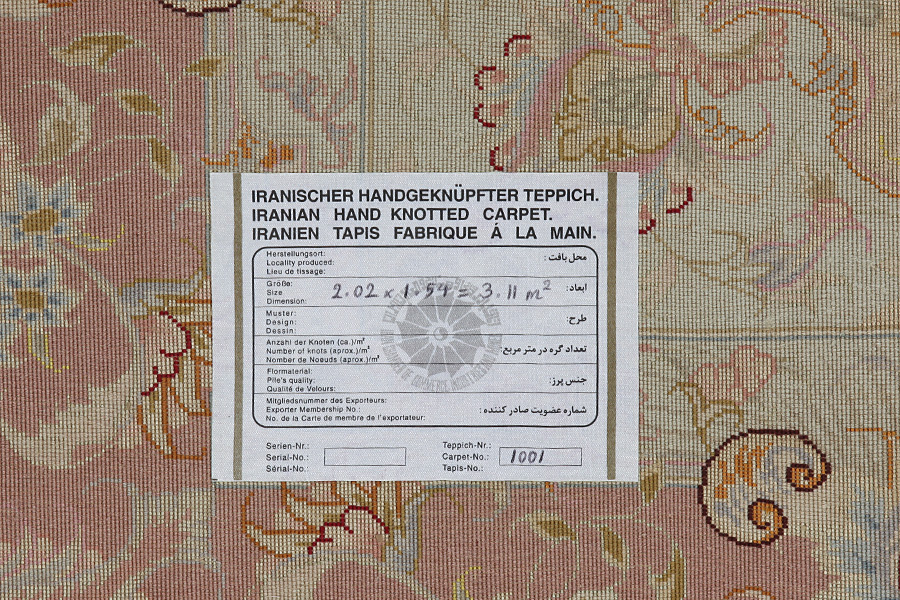 IRANISCHER HANDGEKNÜPFTER TEPPICH.
IRANIAN HAND KNOTTED CARPET.
IRANIEN TAPIS FABRIQUE Á LA MAIN.
Herstellungsort:
Locality produced:
Lieu de tissage:
محل بافت :
Größe:
Size
Dimension:
2.02 x 1.54 = 3.11 m²
ابعاد:
Muster:
Design:
Dessin:
طرح:
Anzahl der Knoten (ca.)/m²
Number of knots (aprox.)/m²
Nomber de Noeuds (aprox.)/m²
تعداد گره در متر مربع:
Flormaterial:
Pile's quality:
Qualité de Velours:
جنس پرز:
Mitgliedsnummer des Exporteurs:
Exporter Membership No.:
No. de la Carte de membre de l'exportateur:
شماره عضویت صادر کننده :
Serien-Nr.:
Serial-No.:
Sérial-No.:
Teppich-Nr.:
Carpet-No.: 1001
Tapis-No.: